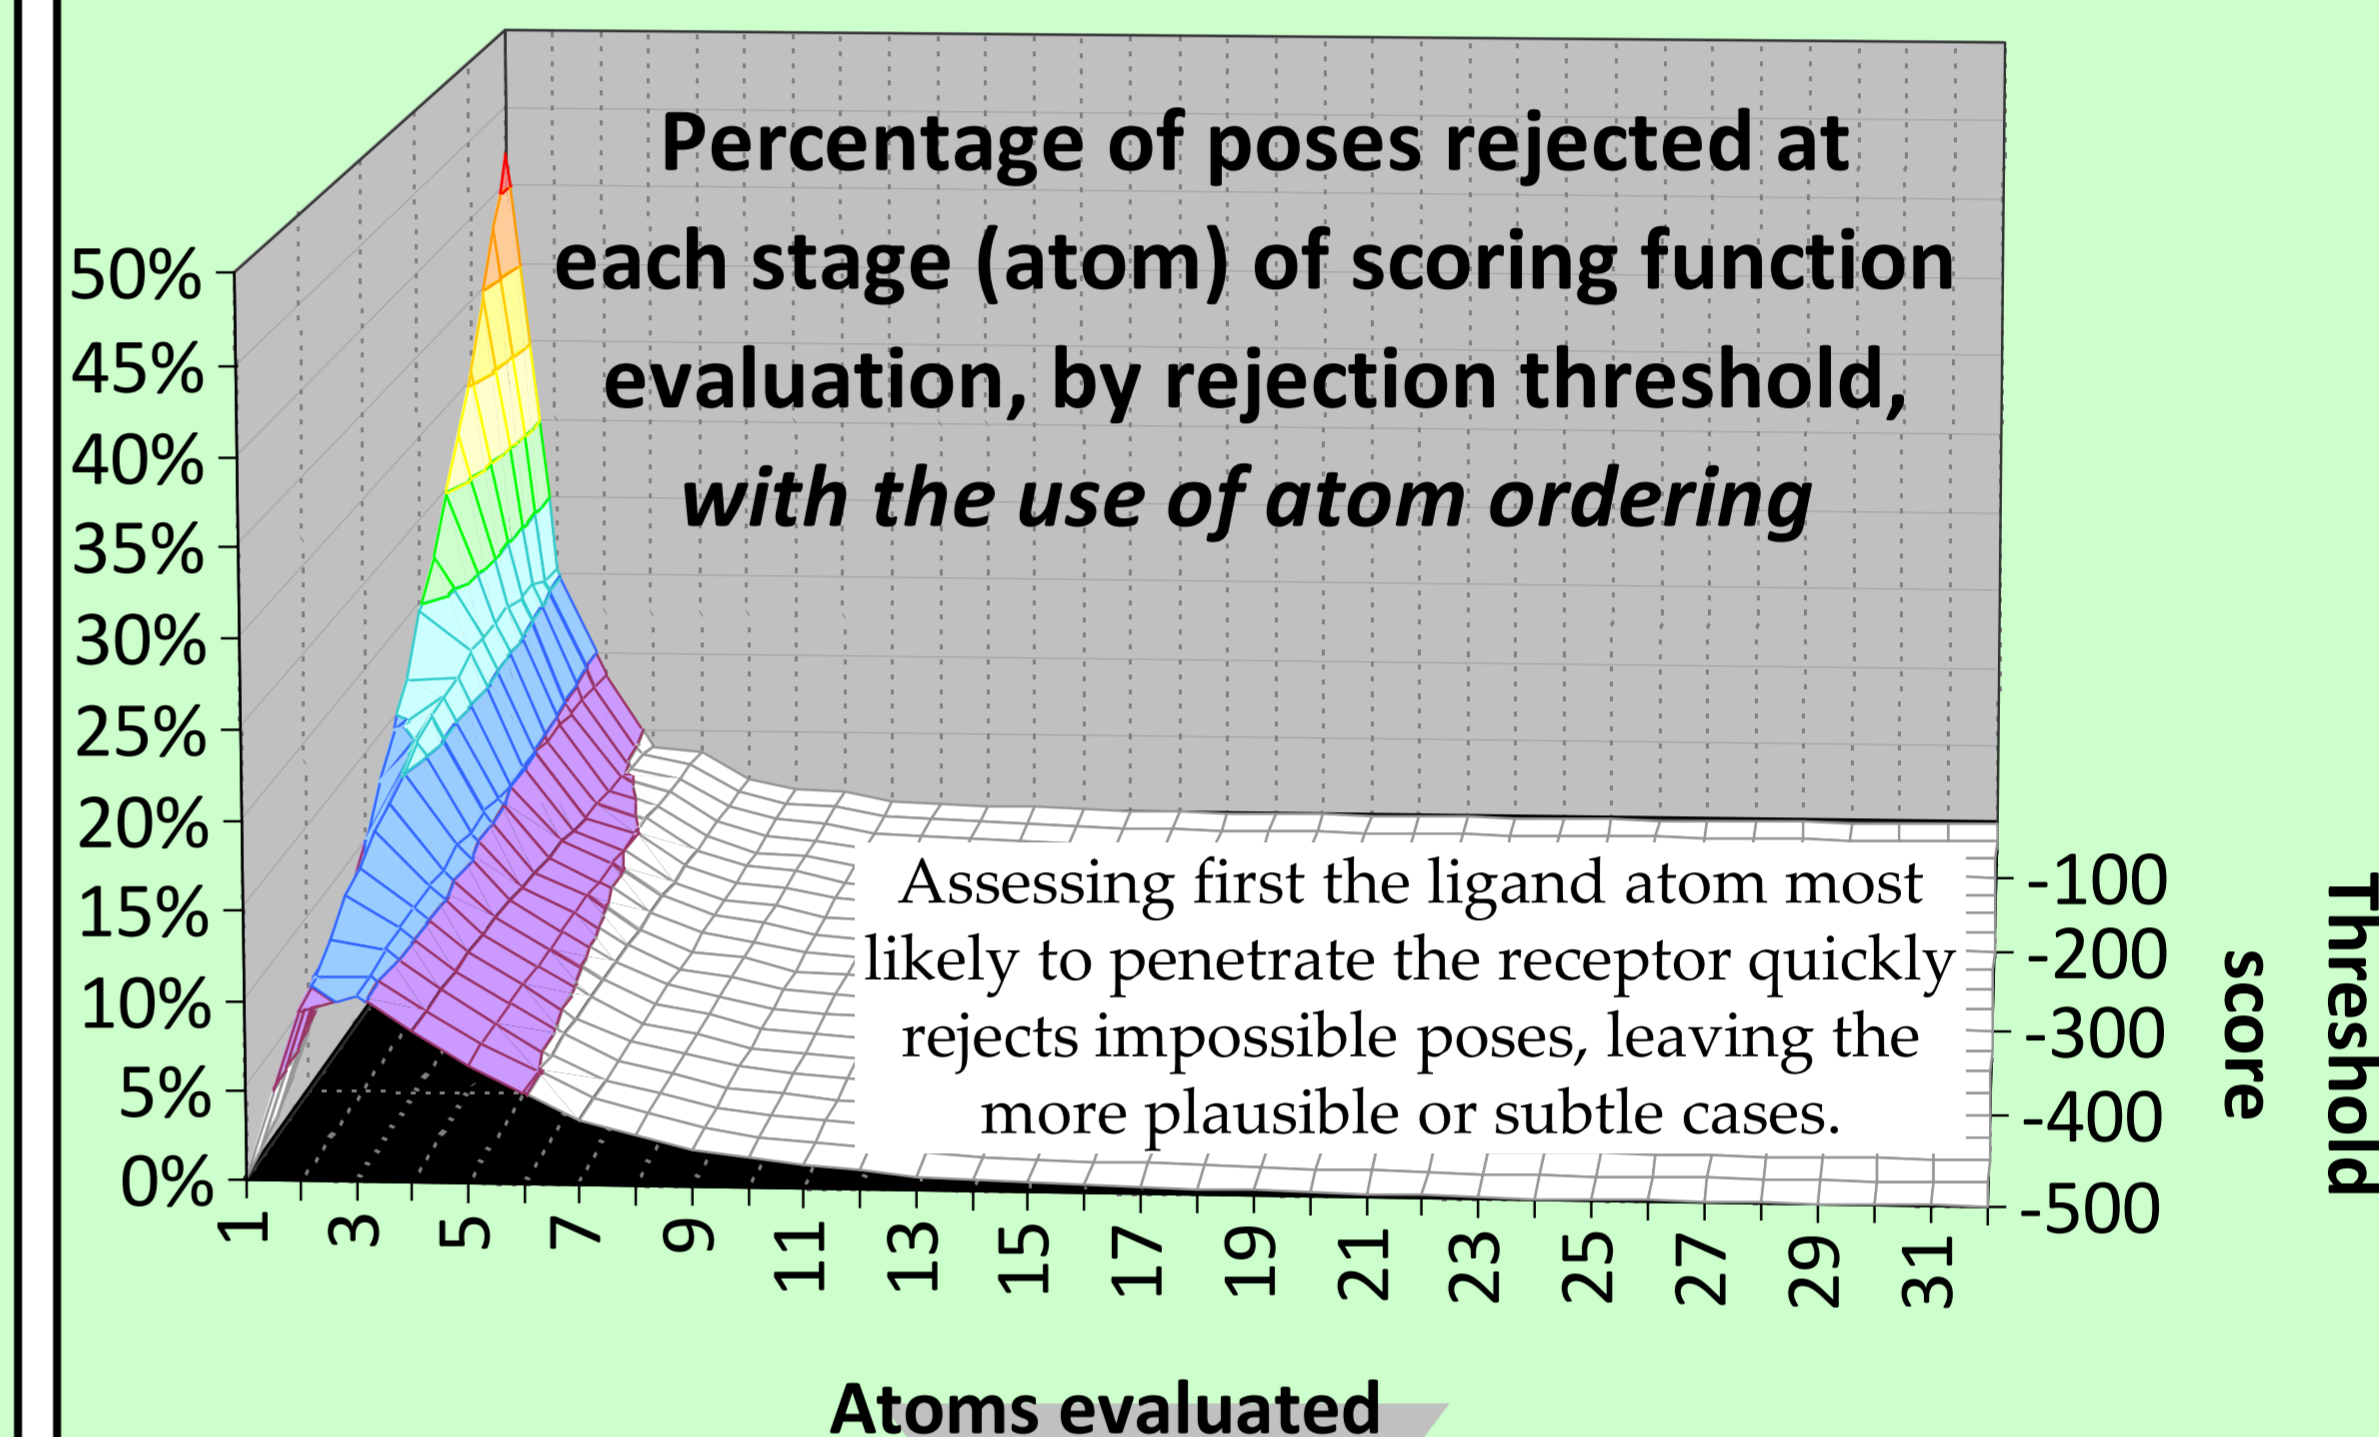 Percentage of poses rejected at
each stage (atom) of scoring function
evaluation, by rejection threshold,
with the use of atom ordering
50%
45%
40%
35%
30%
25%
20%
15%
10%
5%
0%
Assessing first the ligand atom most
likely to penetrate the receptor quickly
rejects impossible poses, leaving the
more plausible or subtle cases.
-100
-200
-300
-400
-500
Threshold
score
1 3 5 7 9 11 13 15 17 19 21 23 25 27 29 31
Atoms evaluated